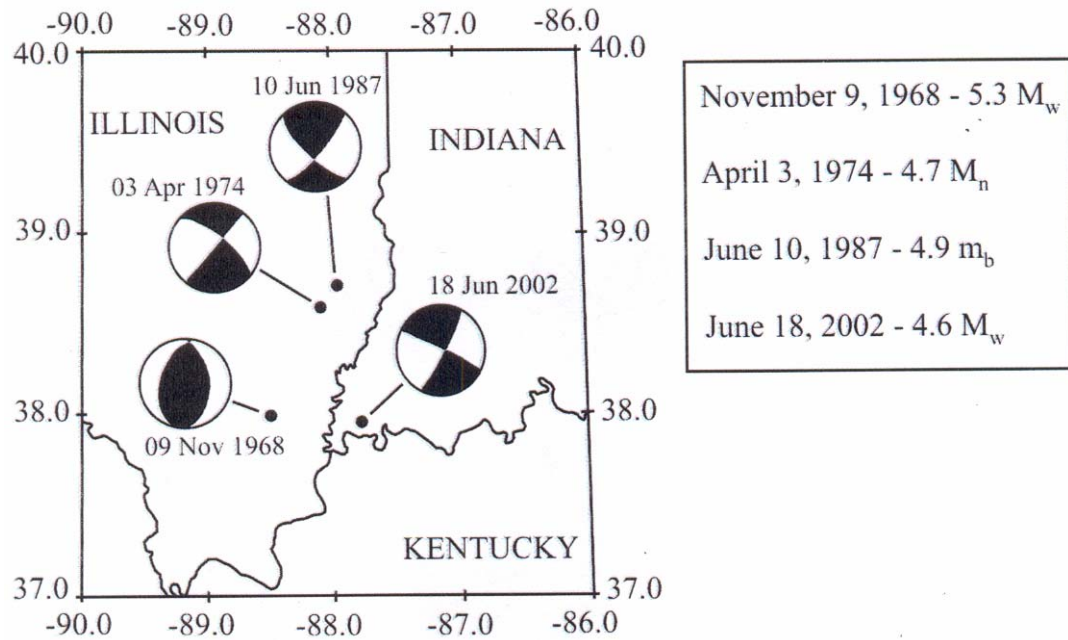 -90.0 -89.0 -88.0 -87.0 -86.0
40.0 40.0
10 Jun 1987
ILLINOIS
INDIANA
03 Apr 1974
39.0 39.0
18 Jun 2002
38.0 38.0
09 Nov 1968
KENTUCKY
37.0 37.0
-90.0 -89.0 -88.0 -87.0 -86.0
November 9, 1968 - 5.3 Mw
April 3, 1974 - 4.7 Mn
June 10, 1987 - 4.9 mb
June 18, 2002 - 4.6 Mw